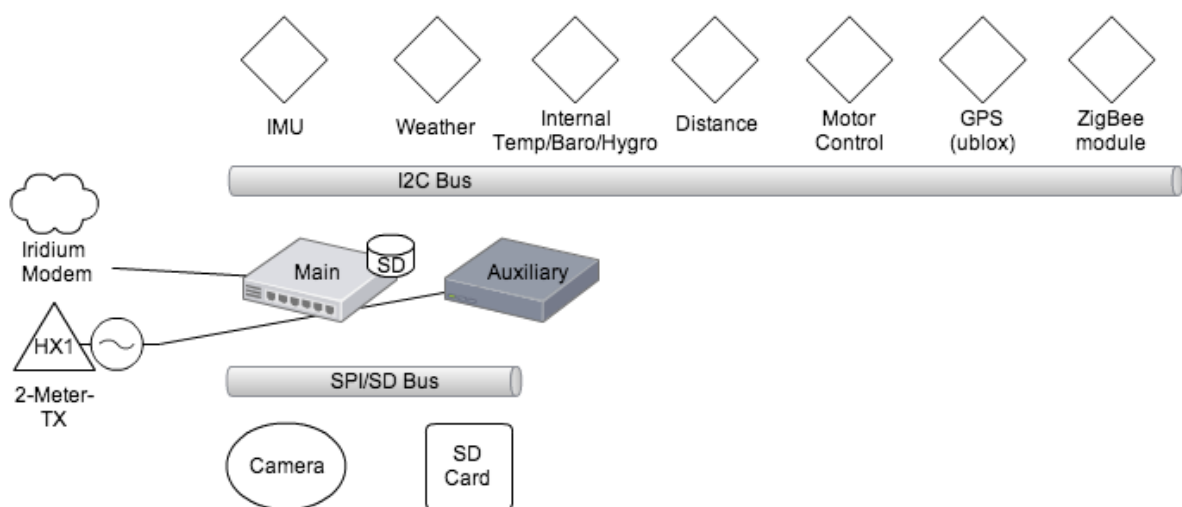 IMU
Weather
Internal
Temp/Baro/Hygro
Distance
Motor
Control
GPS
(ublox)
ZigBee
module
I2C Bus
Iridium
Modem
Main
SD
Auxiliary
HX1
2-Meter-
TX
SPI/SD Bus
Camera
SD
Card